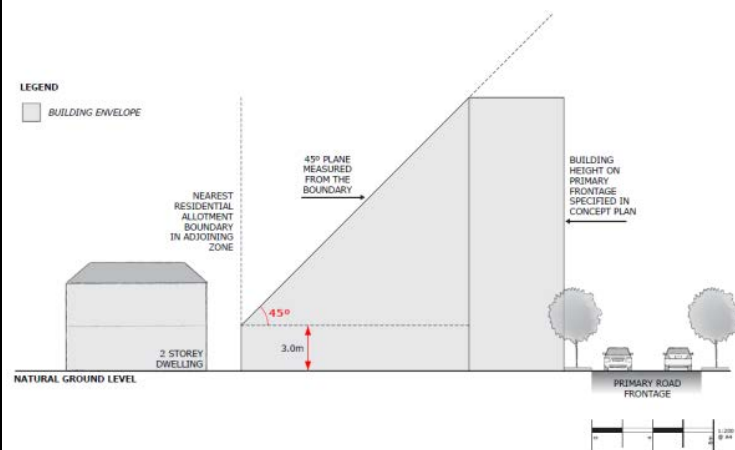 LEGEND
BUILDING ENVELOPE
45º PLANE
MEASURED
FROM THE
BOUNDARY
NEAREST
RESIDENTIAL
ALLOTMENT
BOUNDARY
IN ADJOINING
ZONE
BUILDING
HEIGHT ON
PRIMARY
FRONTAGE
SPECIFIED IN
CONCEPT PLAN
45º
3.0m
2 STOREY
DWELLING
NATURAL GROUND LEVEL
PRIMARY ROAD
FRONTAGE